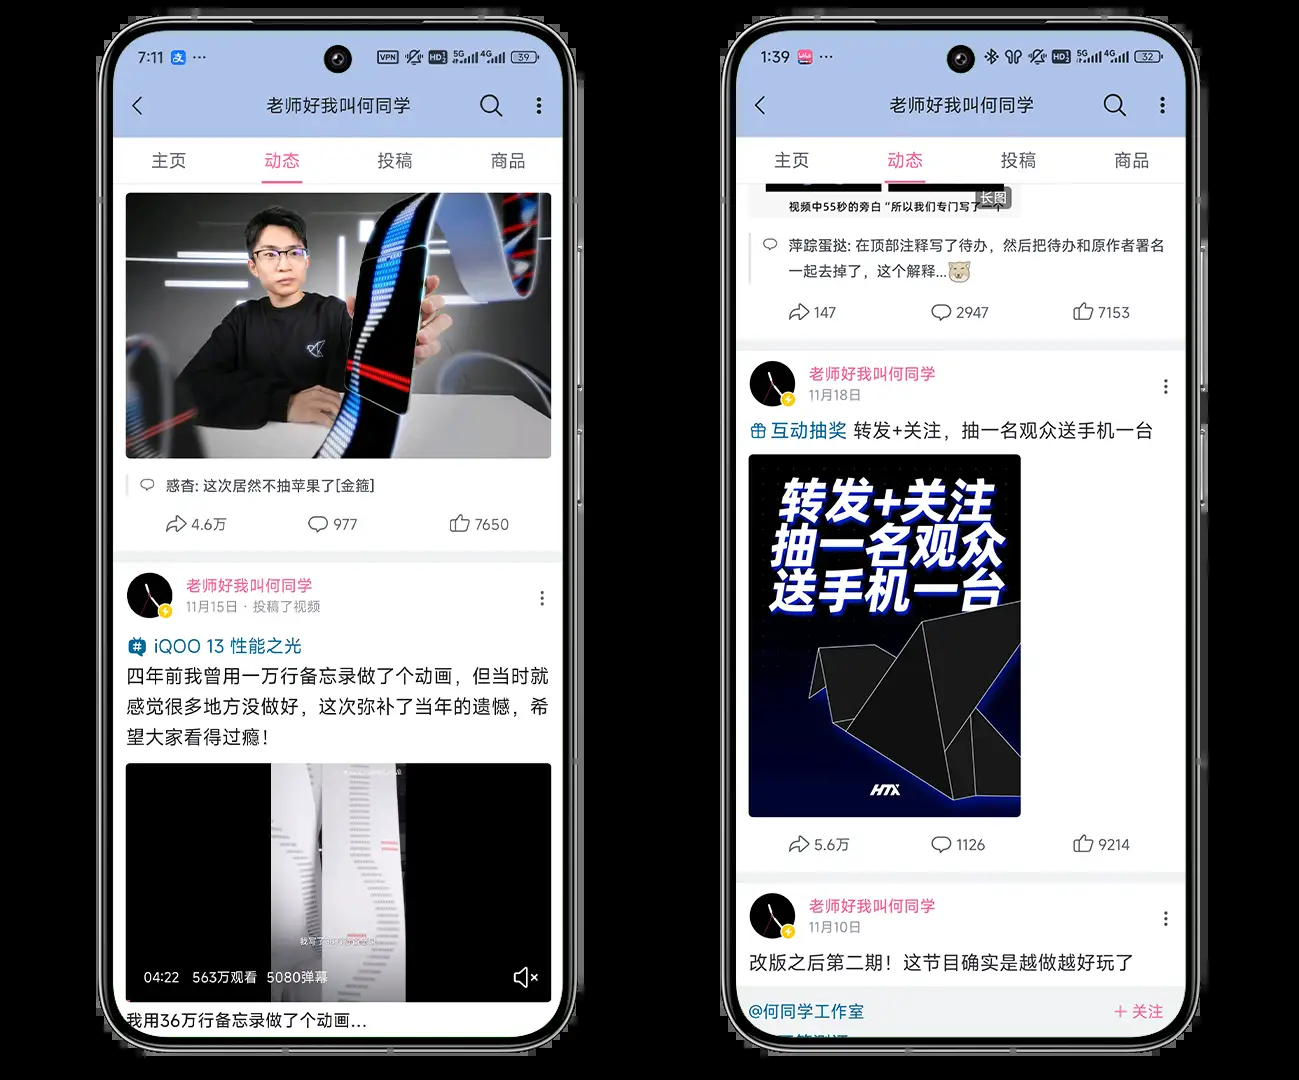 7:11 支 ··· VPN HD 5G 4G 39
老师好我叫何同学
主页 动态 投稿 商品
惑杳: 这次居然不抽苹果了[金箍]
4.6万 977 7650
老师好我叫何同学
11月15日 · 投稿了视频
iQOO 13 性能之光
四年前我曾用一万行备忘录做了个动画，但当时就
感觉很多地方没做好，这次弥补了当年的遗憾，希
望大家看得过瘾！
04:22 563万观看 5080弹幕
我用36万行备忘录做了个动画...
1:39 ··· HD 5G 4G 32
老师好我叫何同学
主页 动态 投稿 商品
长图
视频中55秒的旁白“所以我们专门写了一个
萍踪蛋挞: 在顶部注释写了待办，然后把待办和原作者署名
一起去掉了，这个解释...
147 2947 7153
老师好我叫何同学
11月18日
互动抽奖 转发+关注，抽一名观众送手机一台
转发+关注
抽一名观众
送手机一台
HTX
5.6万 1126 9214
老师好我叫何同学
11月10日
改版之后第二期！这节目确实是越做越好玩了
@何同学工作室 + 关注